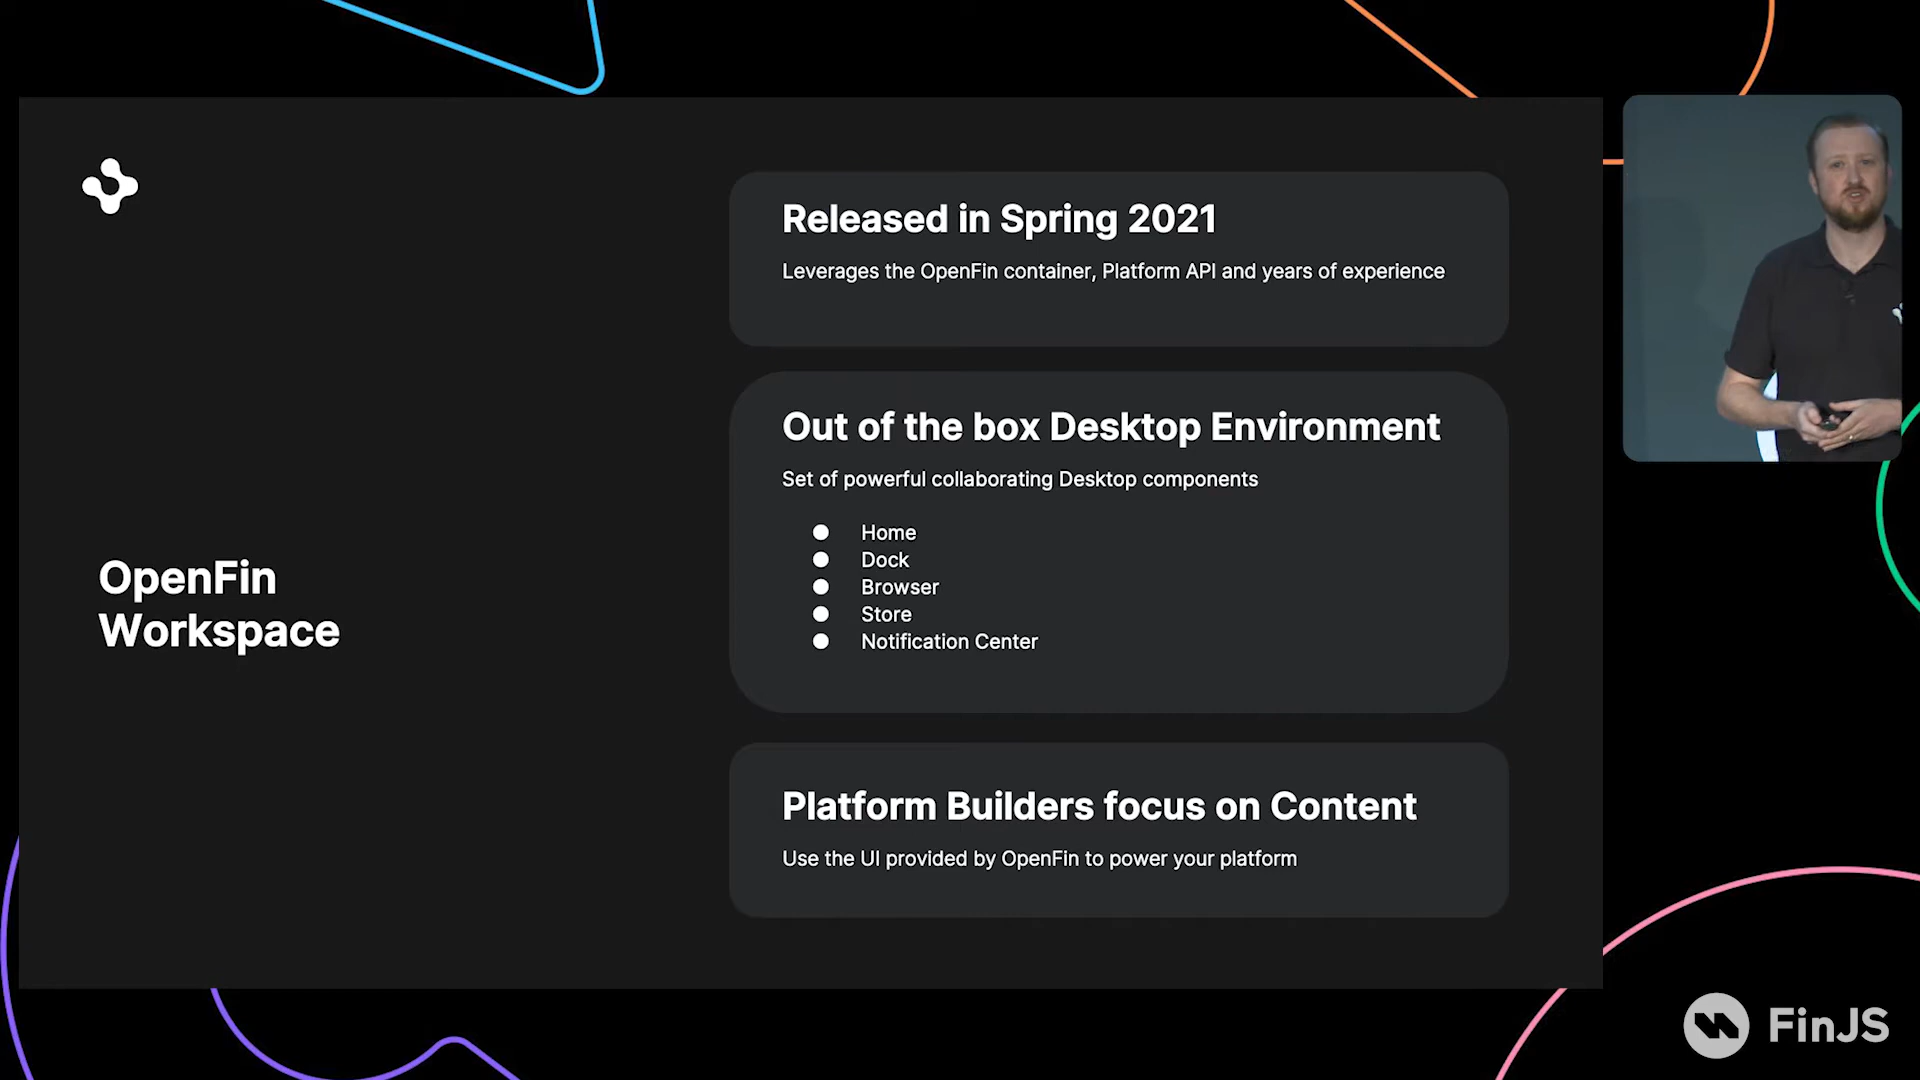 OpenFin
Workspace
Released in Spring 2021
Leverages the OpenFin container, Platform API and years of experience
Out of the box Desktop Environment
Set of powerful collaborating Desktop components
● Home
● Dock
● Browser
● Store
● Notification Center
Platform Builders focus on Content
Use the UI provided by OpenFin to power your platform
FinJS